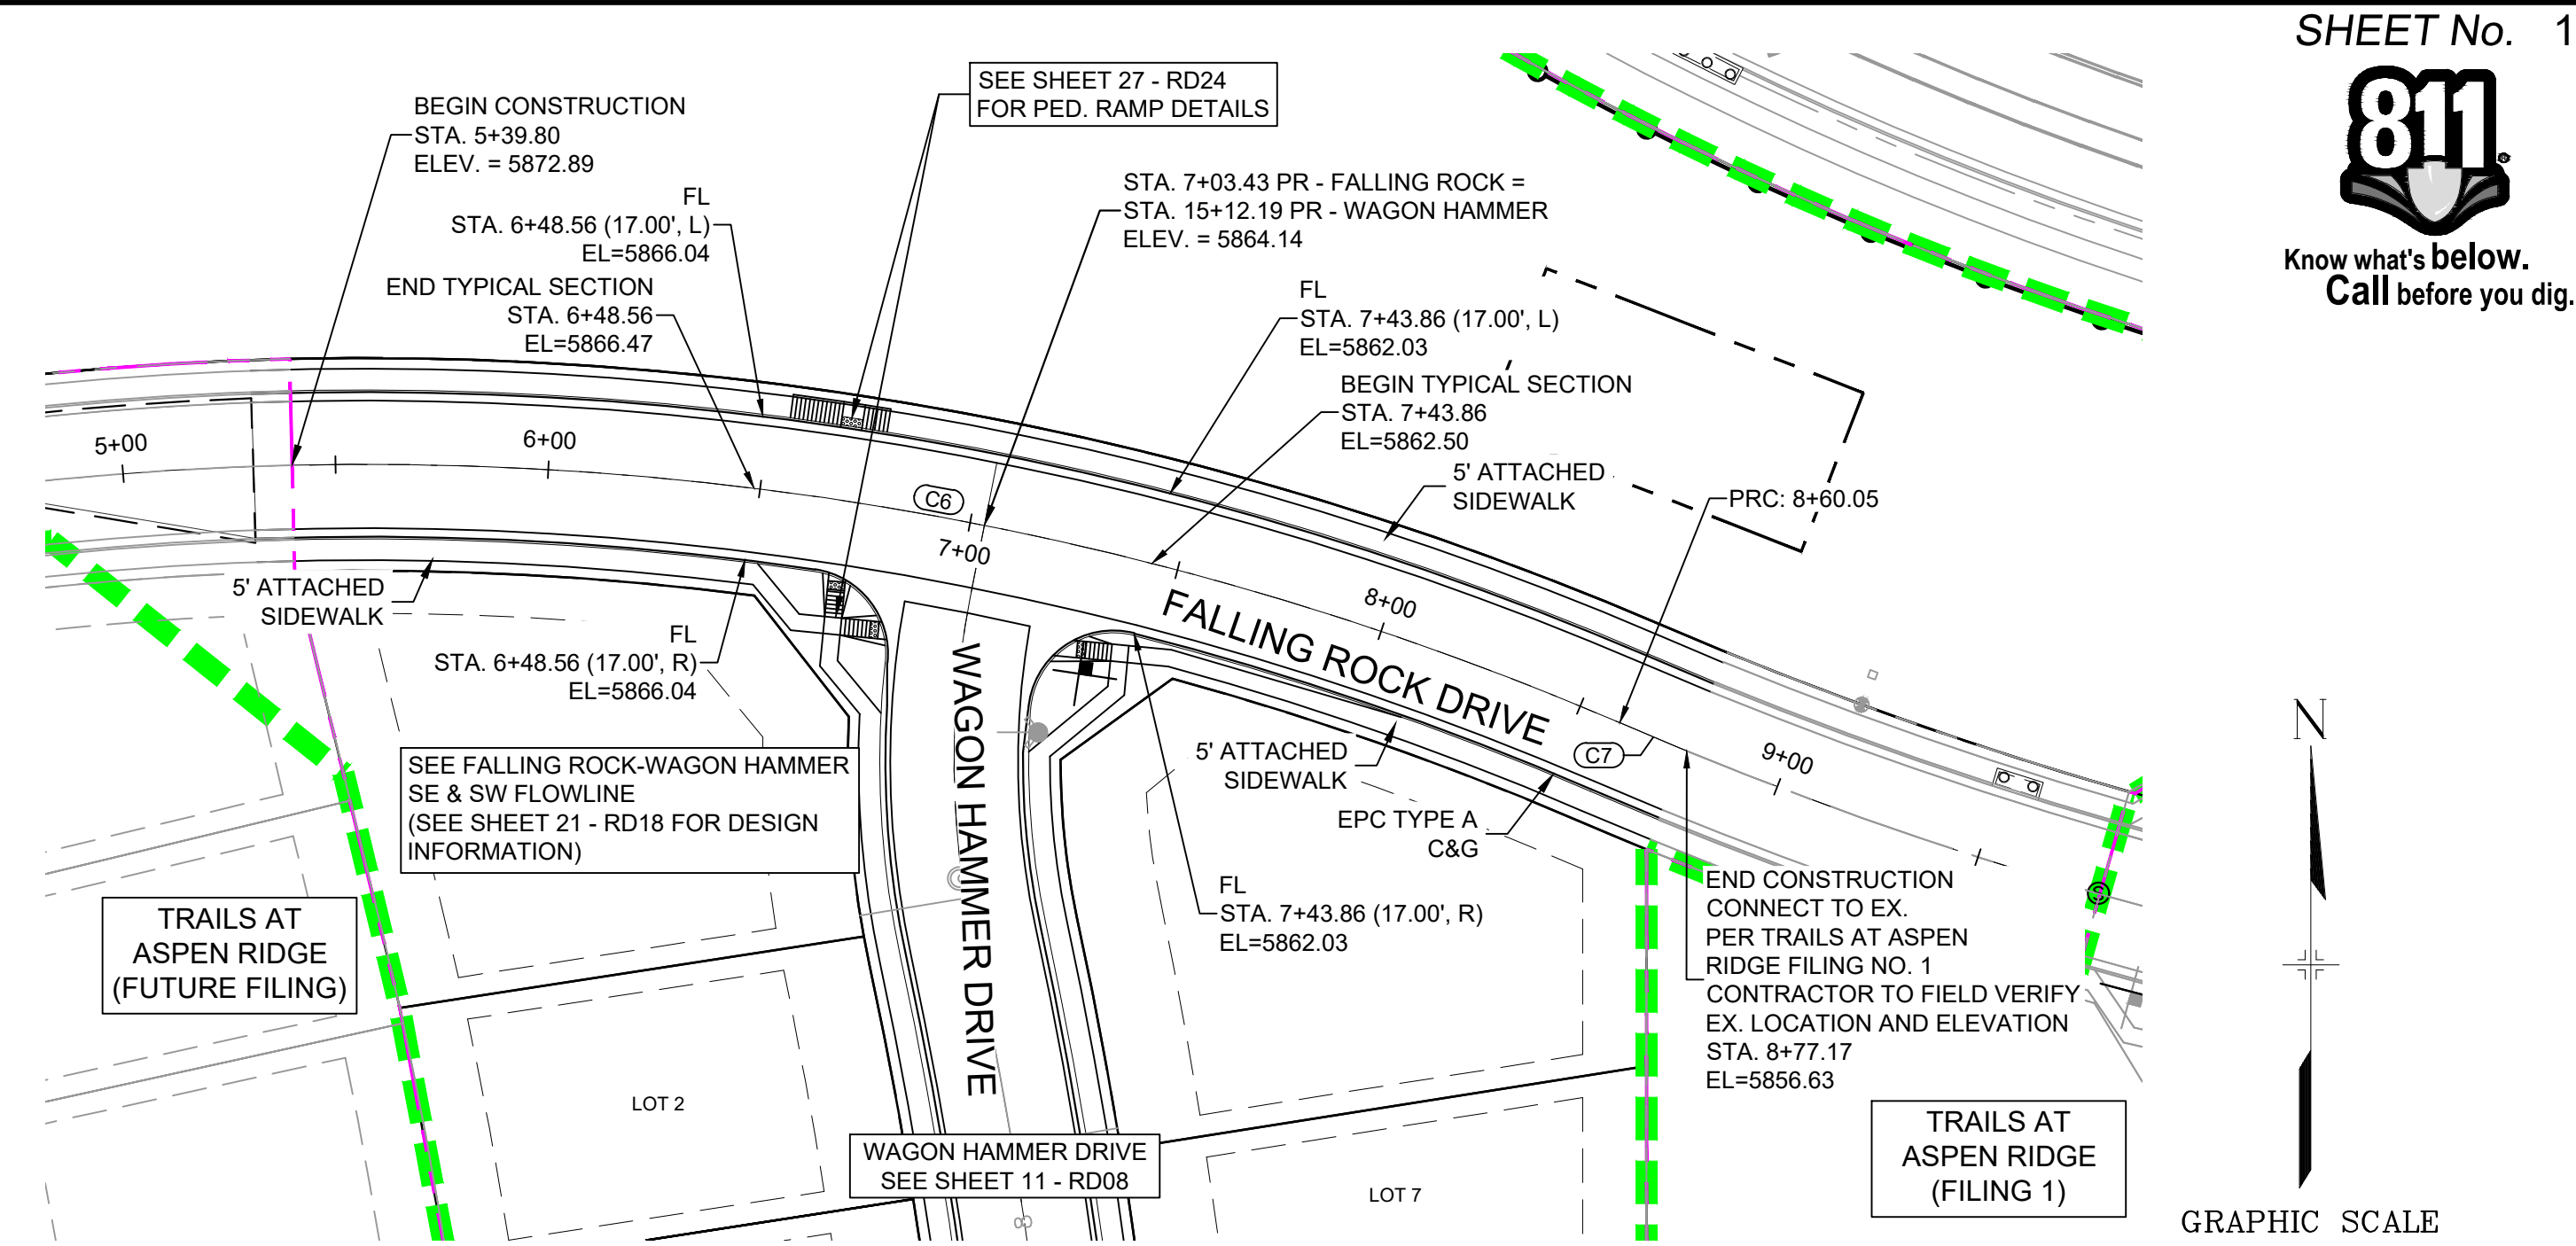 SHEET No. 1
811
Know what's below.
Call before you dig.
BEGIN CONSTRUCTION
STA. 5+39.80
ELEV. = 5872.89
SEE SHEET 27 - RD24
FOR PED. RAMP DETAILS
FL
STA. 6+48.56 (17.00', L)
EL=5866.04
END TYPICAL SECTION
STA. 6+48.56
EL=5866.47
STA. 7+03.43 PR - FALLING ROCK =
STA. 15+12.19 PR - WAGON HAMMER
ELEV. = 5864.14
FL
STA. 7+43.86 (17.00', L)
EL=5862.03
BEGIN TYPICAL SECTION
STA. 7+43.86
EL=5862.50
5' ATTACHED
SIDEWALK
PRC: 8+60.05
5+00
6+00
C6
7+00
8+00
9+00
C7
FALLING ROCK DRIVE
WAGON HAMMER DRIVE
5' ATTACHED
SIDEWALK
FL
STA. 6+48.56 (17.00', R)
EL=5866.04
SEE FALLING ROCK-WAGON HAMMER
SE & SW FLOWLINE
(SEE SHEET 21 - RD18 FOR DESIGN
INFORMATION)
5' ATTACHED
SIDEWALK
EPC TYPE A
C&G
FL
STA. 7+43.86 (17.00', R)
EL=5862.03
END CONSTRUCTION
CONNECT TO EX.
PER TRAILS AT ASPEN
RIDGE FILING NO. 1
CONTRACTOR TO FIELD VERIFY
EX. LOCATION AND ELEVATION
STA. 8+77.17
EL=5856.63
TRAILS AT
ASPEN RIDGE
(FUTURE FILING)
LOT 2
WAGON HAMMER DRIVE
SEE SHEET 11 - RD08
LOT 7
TRAILS AT
ASPEN RIDGE
(FILING 1)
S
N
GRAPHIC SCALE